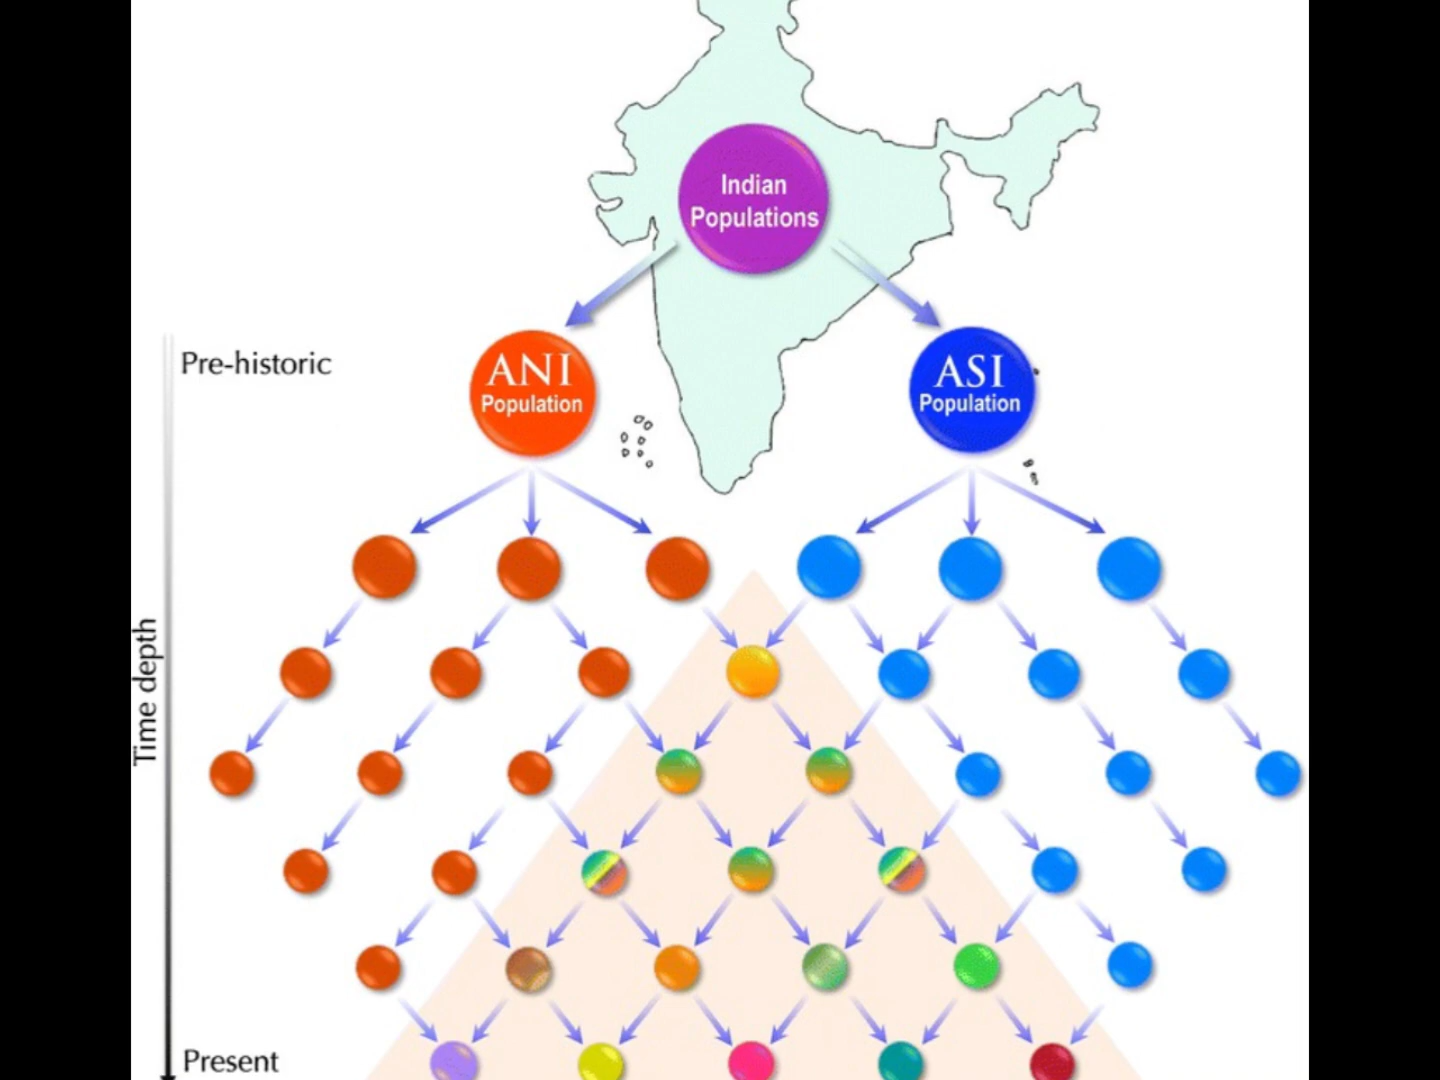 Indian
Populations
Pre-historic
ANI
Population
ASI
Population
Time depth
Present